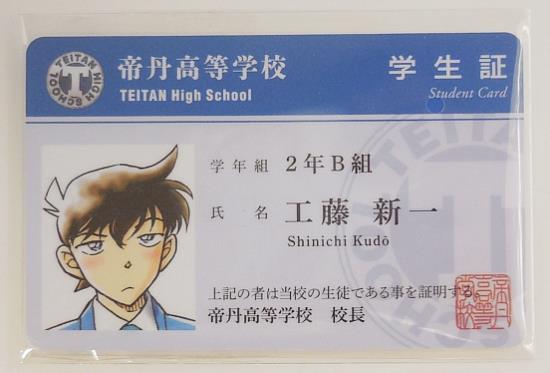 TEITAN HIGH SCHOOL
T
帝丹高等学校
TEITAN High School
学生証
Student Card
学年組 2年B組
氏名 工藤 新一
Shinichi Kudō
上記の者は当校の生徒である事を証明する
帝丹高等学校 校長